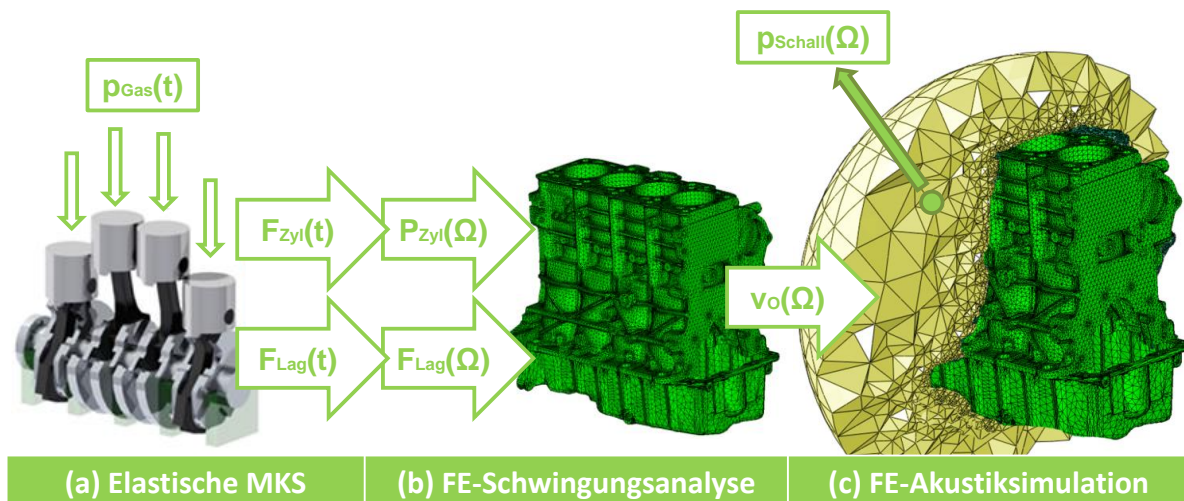 pGas(t)
pSchall(Ω)
FZyl(t)
PZyl(Ω)
vO(Ω)
FLag(t)
FLag(Ω)
(a) Elastische MKS
(b) FE-Schwingungsanalyse
(c) FE-Akustiksimulation